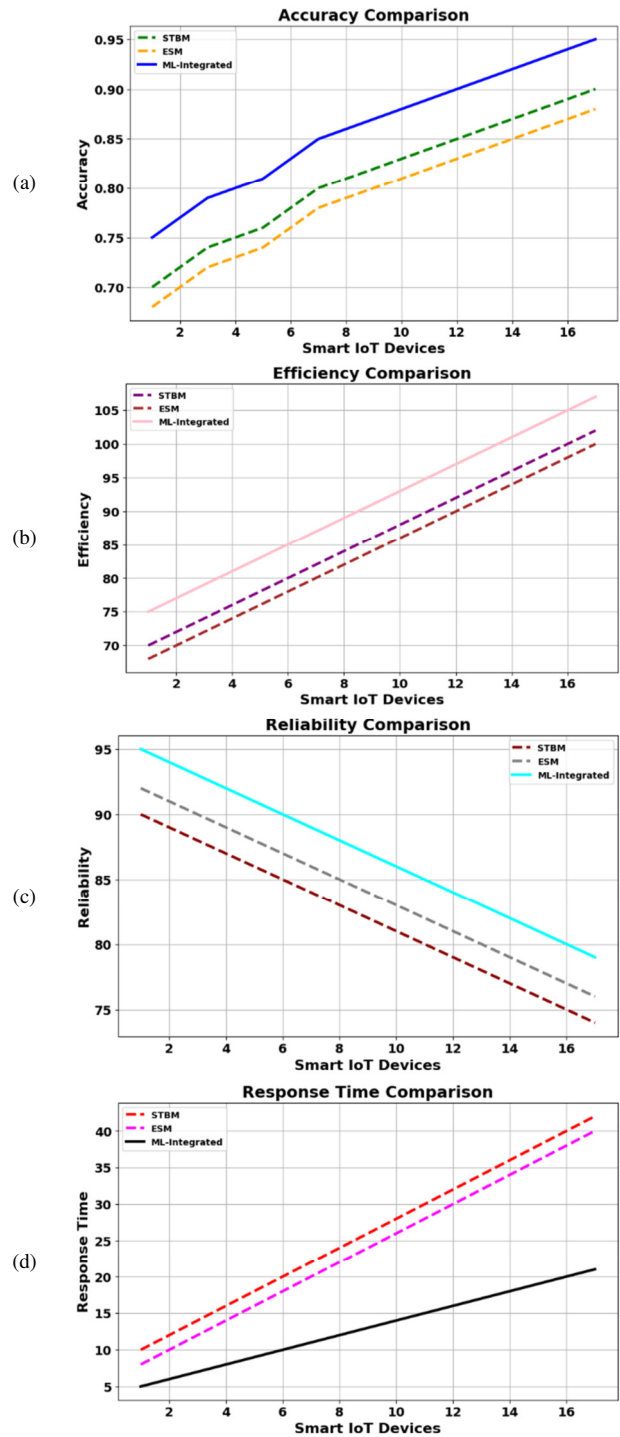 Accuracy Comparison
STBM
ESM
ML-Integrated
0.95
0.90
0.85
0.80
0.75
0.70
Accuracy
(a)
2 4 6 8 10 12 14 16
Smart IoT Devices
Efficiency Comparison
STBM
ESM
ML-Integrated
105
100
95
90
85
80
75
70
Efficiency
(b)
2 4 6 8 10 12 14 16
Smart IoT Devices
Reliability Comparison
STBM
ESM
ML-Integrated
95
90
85
80
75
Reliability
(c)
2 4 6 8 10 12 14 16
Smart IoT Devices
Response Time Comparison
STBM
ESM
ML-Integrated
40
35
30
25
20
15
10
5
Response Time
(d)
2 4 6 8 10 12 14 16
Smart IoT Devices